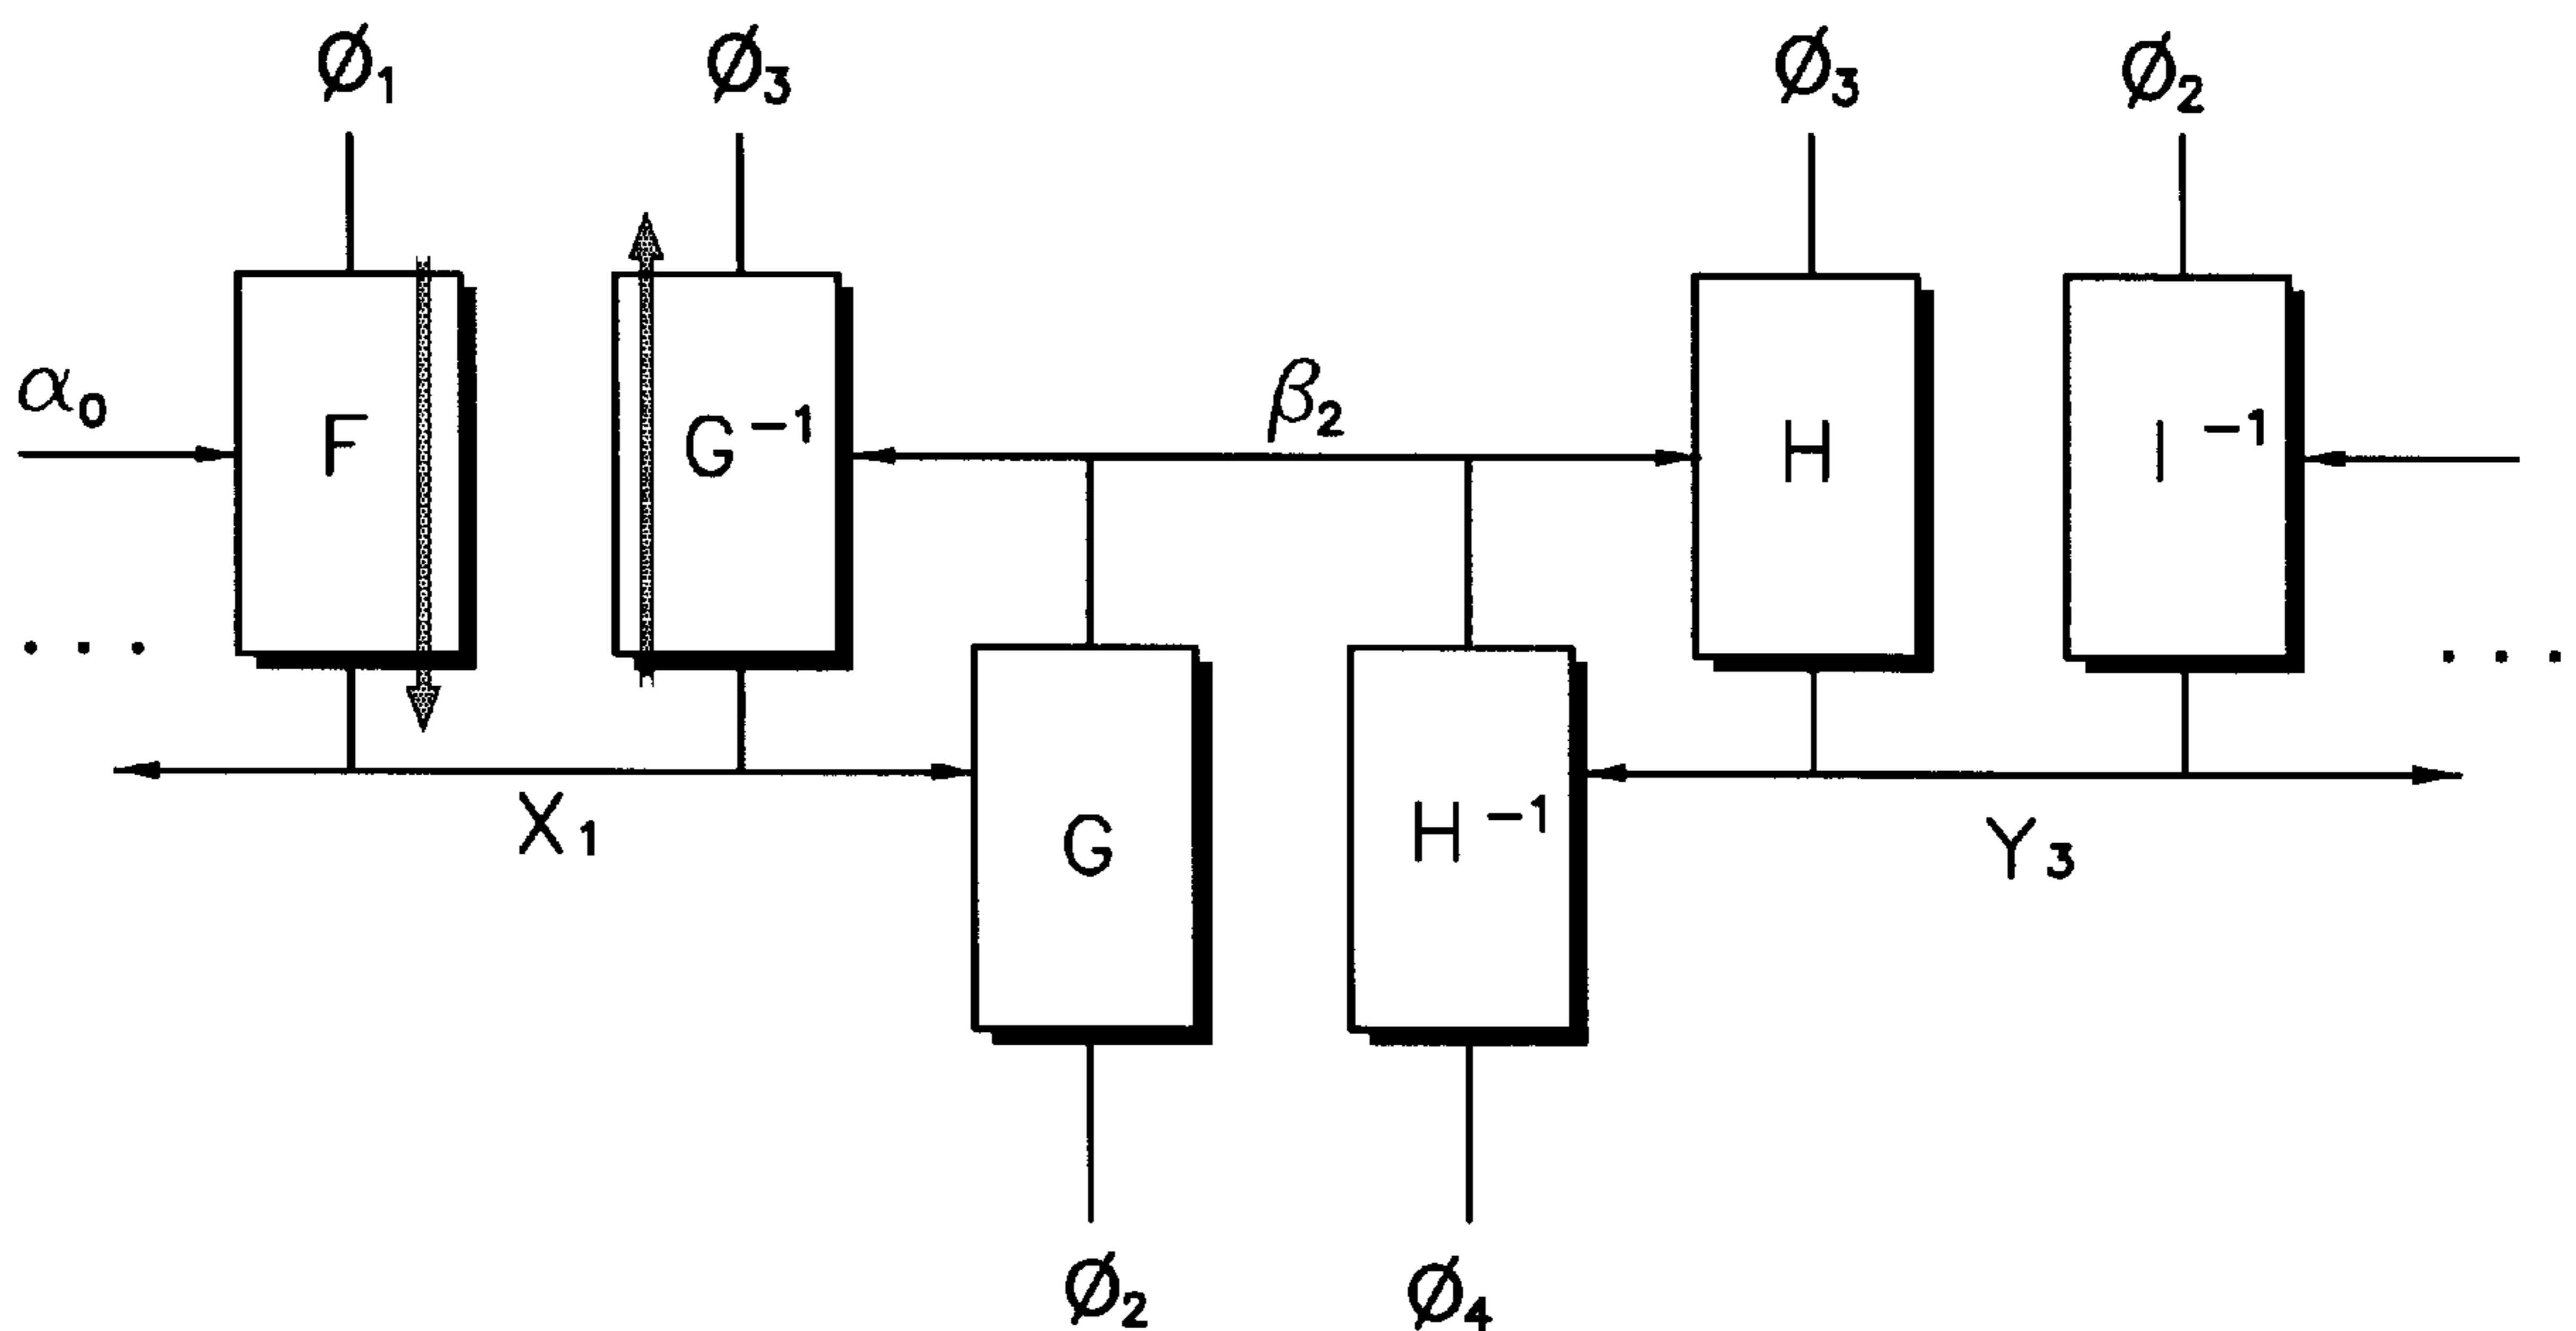 Ø₁ Ø₃ Ø₃ Ø₂
α₀ F G⁻¹ β₂ H I⁻¹
. . . . . .
X₁ G H⁻¹ Y₃
Ø₂ Ø₄